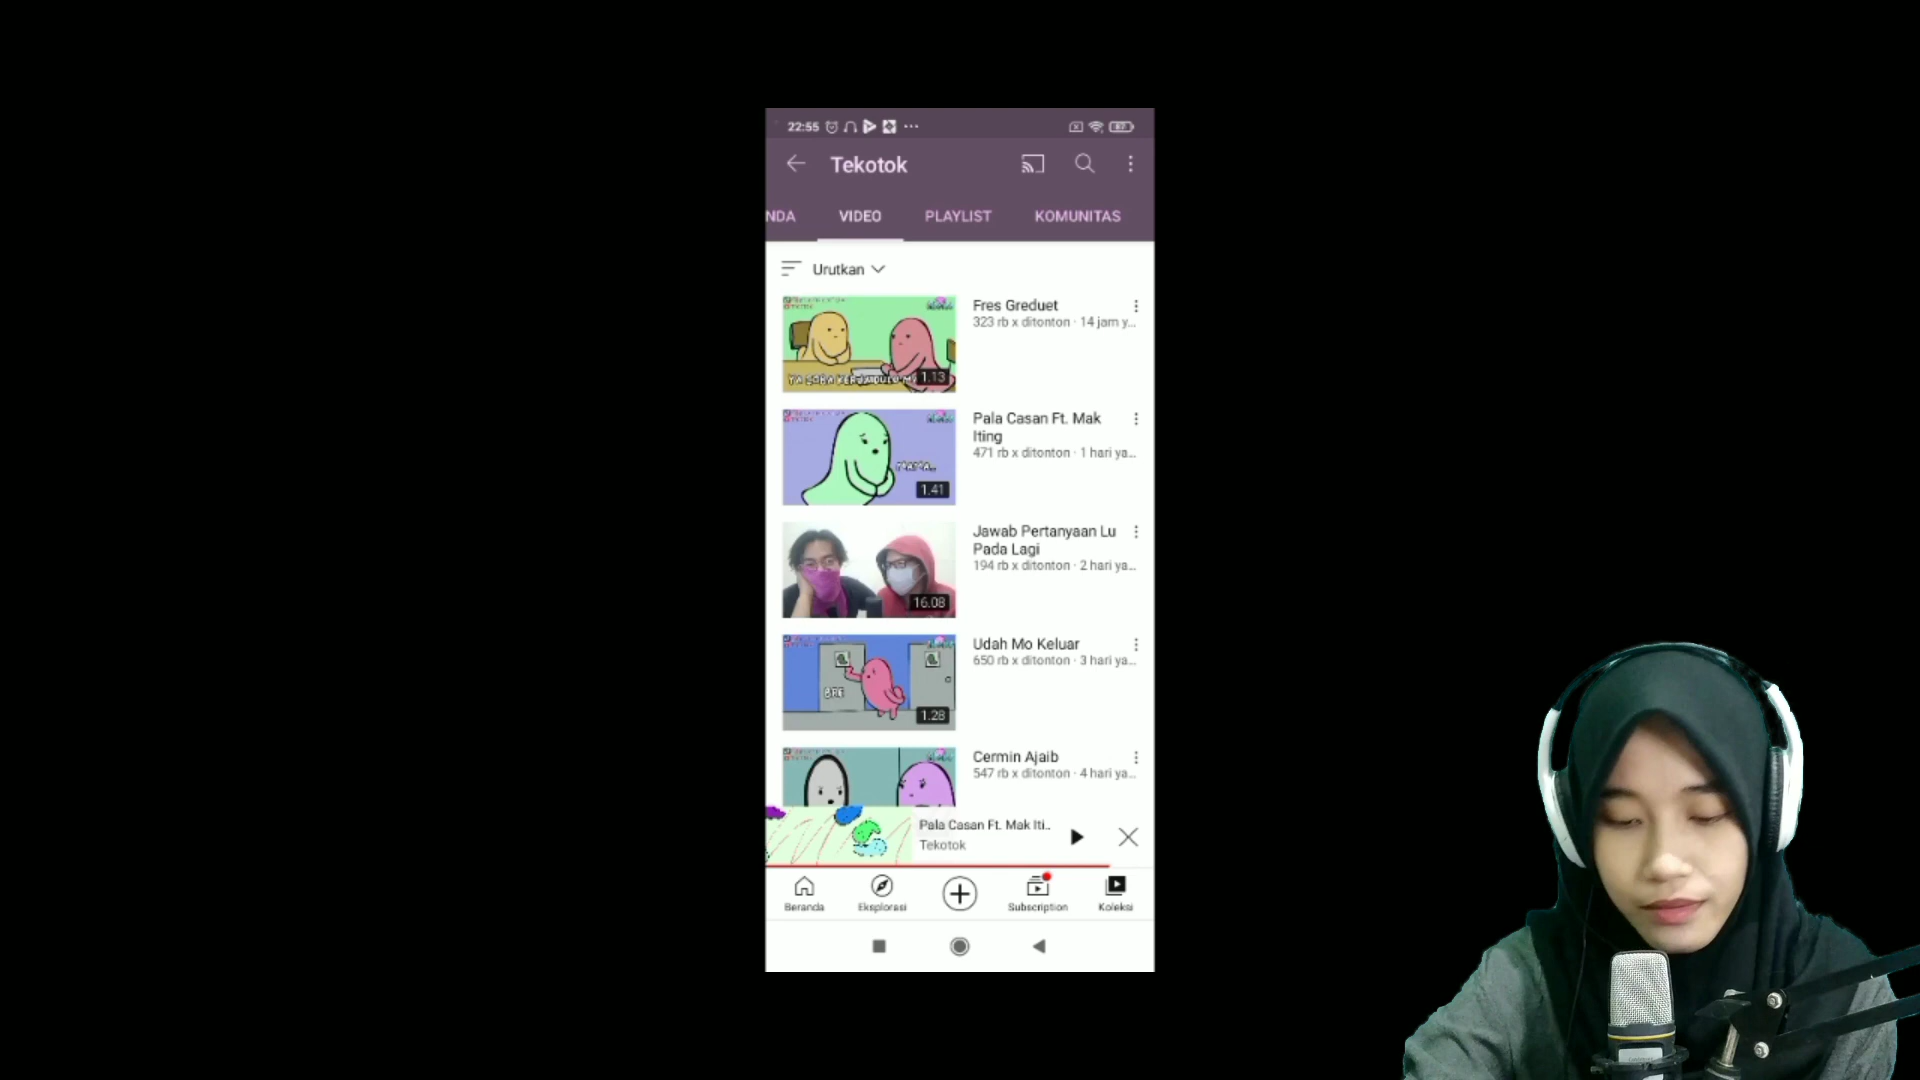 22:55
Tekotok
NDA VIDEO PLAYLIST KOMUNITAS
Urutkan
Fres Greduet
323 rb x ditonton · 14 jam y...
1.13
Pala Casan Ft. Mak
Iting
471 rb x ditonton · 1 hari ya...
1.41
Jawab Pertanyaan Lu
Pada Lagi
194 rb x ditonton · 2 hari ya...
16.08
Udah Mo Keluar
650 rb x ditonton · 3 hari ya...
BRE
1.28
Cermin Ajaib
547 rb x ditonton · 4 hari ya...
Pala Casan Ft. Mak Iti..
Tekotok
Beranda Eksplorasi Subscription Koleksi